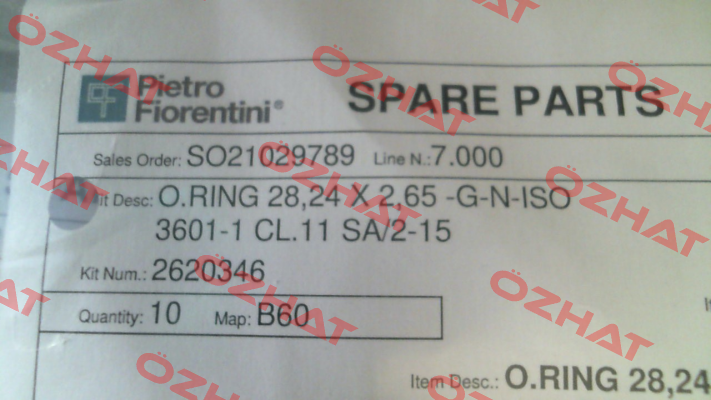 Pietro
Fiorentini®
SPARE PARTS
Sales Order: SO21029789 Line N.: 7.000
it Desc: O.RING 28,24 X 2,65 -G-N-ISO
3601-1 CL.11 SA/2-15
Kit Num.: 2620346
Quantity: 10 Map: B60
Item Desc.: O.RING 28,24
ÖZHAT
ÖZHAT
ÖZHAT
ÖZHAT
ÖZHAT
ÖZHAT
ÖZHAT
ÖZHAT